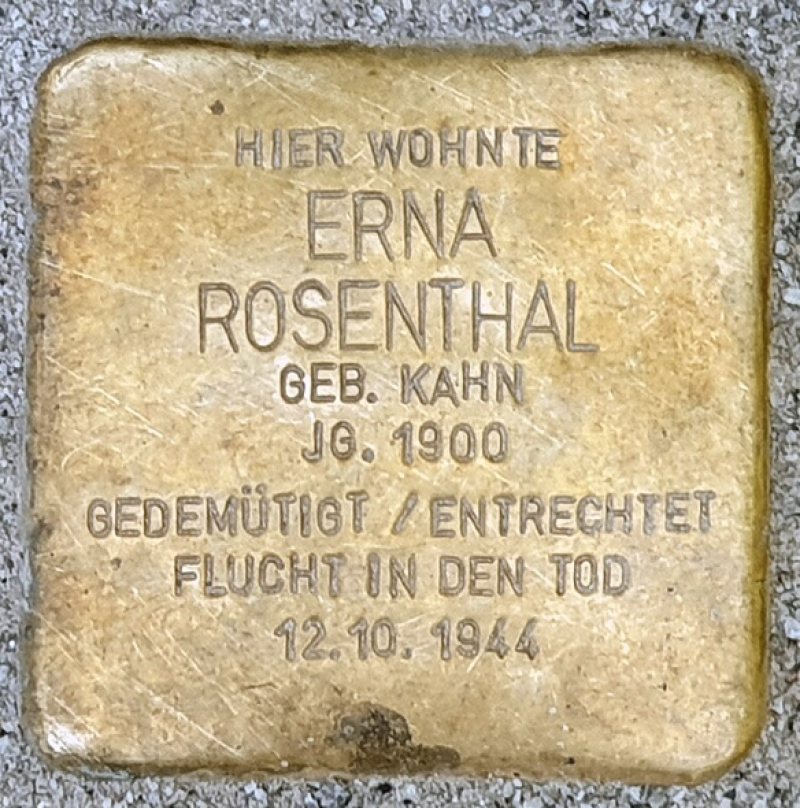 HIER WOHNTE
ERNA
ROSENTHAL
GEB. KAHN
JG. 1900
GEDEMÜTIGT / ENTRECHTET
FLUCHT IN DEN TOD
12.10. 1944